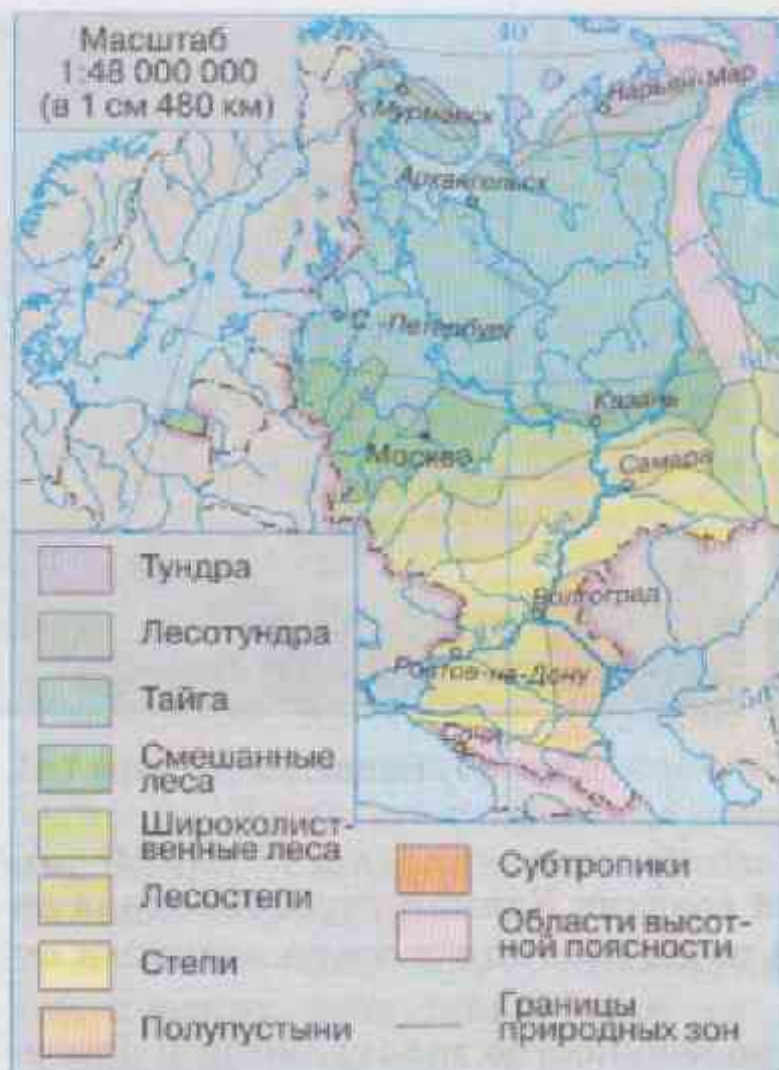 Масштаб
1:48 000 000
(в 1 см 480 км)
40°
Мурманск
Нарьян-Мар
Архангельск
С.-Петербург
60°
Казань
Москва
Самара
Волгоград
Ростов-на-Дону
Сочи
Тундра
Лесотундра
Тайга
Смешанные
леса
Широколист-
венные леса
Лесостепи
Степи
Полупустыни
Субтропики
Области высот-
ной поясности
Границы
природных зон